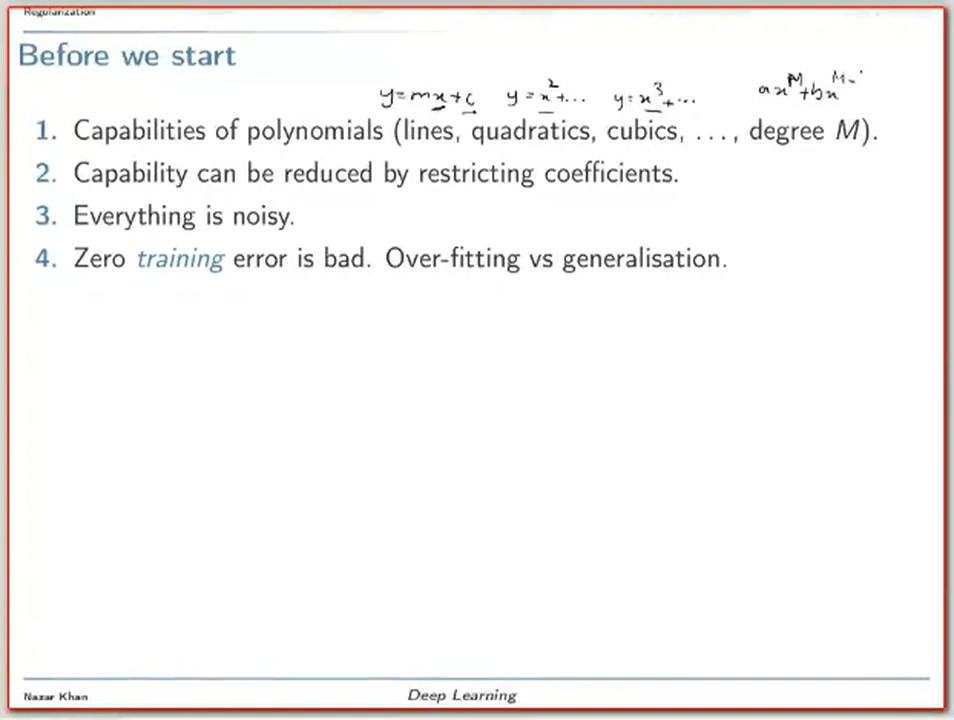 Regularization
Before we start
y=mx+c y=x²+... y=x³+... ax^M+bx^M-1
1. Capabilities of polynomials (lines, quadratics, cubics, ..., degree M).
2. Capability can be reduced by restricting coefficients.
3. Everything is noisy.
4. Zero training error is bad. Over-fitting vs generalisation.
Nazar Khan Deep Learning